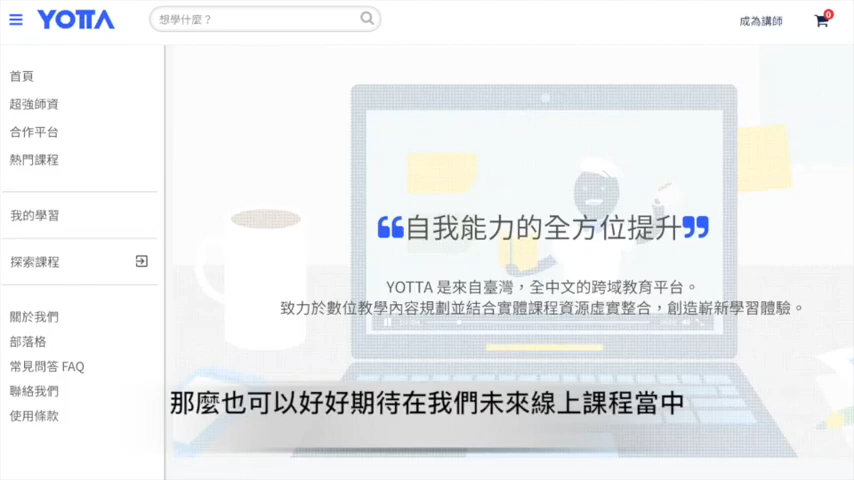 YOTTA
想學什麼？
成為講師
0
首頁
超強師資
合作平台
熱門課程
我的學習
探索課程
關於我們
部落格
常見問答 FAQ
聯絡我們
使用條款
❝自我能力的全方位提升❞
YOTTA 是來自臺灣，全中文的跨域教育平台。
致力於數位教學內容規劃並結合實體課程資源虛實整合，創造嶄新學習體驗。
那麼也可以好好期待在我們未來線上課程當中